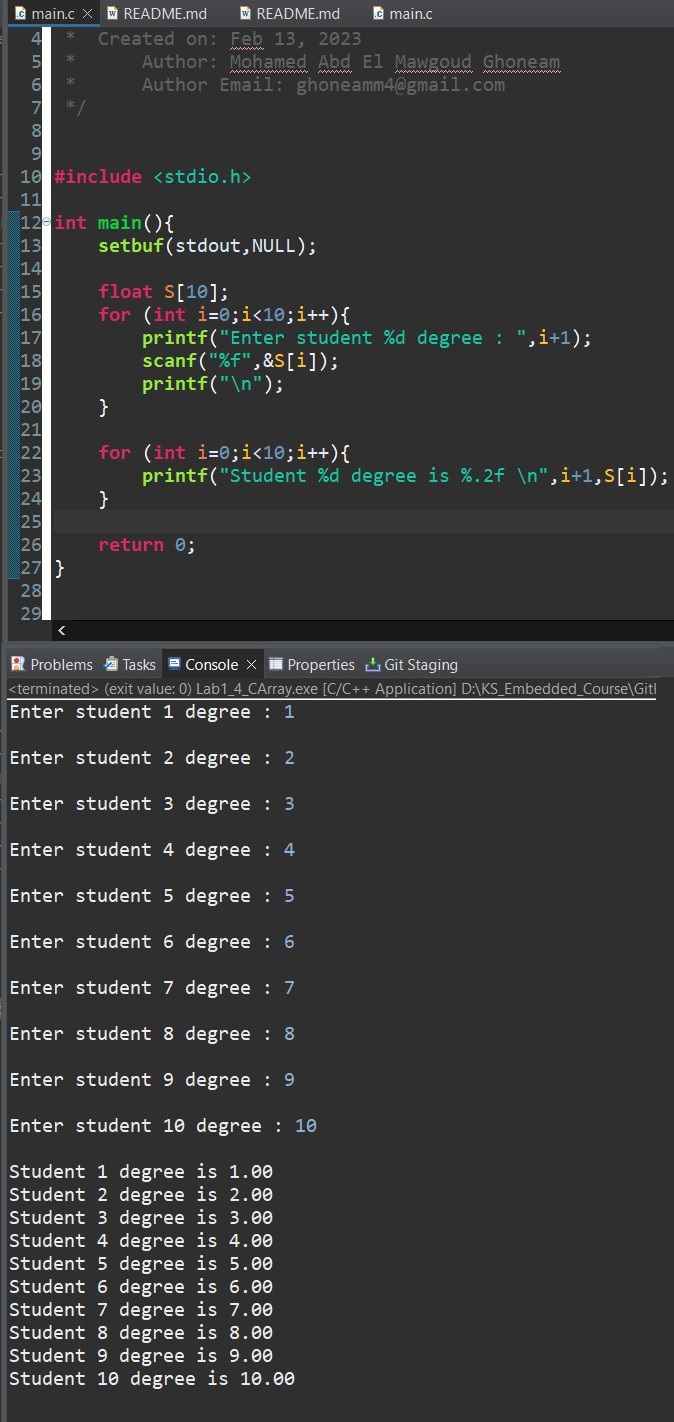 main.c README.md README.md main.c
4 * Created on: Feb 13, 2023
5 * Author: Mohamed Abd El Mawgoud Ghoneam
6 * Author Email: ghoneamm4@gmail.com
7 */
8
9
10 #include <stdio.h>
11
12 int main(){
13 setbuf(stdout,NULL);
14
15 float S[10];
16 for (int i=0;i<10;i++){
17 printf("Enter student %d degree : ",i+1);
18 scanf("%f",&S[i]);
19 printf("\n");
20 }
21
22 for (int i=0;i<10;i++){
23 printf("Student %d degree is %.2f \n",i+1,S[i]);
24 }
25
26 return 0;
27 }
28
29
Problems Tasks Console Properties Git Staging
<terminated> (exit value: 0) Lab1_4_CArray.exe [C/C++ Application] D:\KS_Embedded_Course\Gitl
Enter student 1 degree : 1
Enter student 2 degree : 2
Enter student 3 degree : 3
Enter student 4 degree : 4
Enter student 5 degree : 5
Enter student 6 degree : 6
Enter student 7 degree : 7
Enter student 8 degree : 8
Enter student 9 degree : 9
Enter student 10 degree : 10
Student 1 degree is 1.00
Student 2 degree is 2.00
Student 3 degree is 3.00
Student 4 degree is 4.00
Student 5 degree is 5.00
Student 6 degree is 6.00
Student 7 degree is 7.00
Student 8 degree is 8.00
Student 9 degree is 9.00
Student 10 degree is 10.00